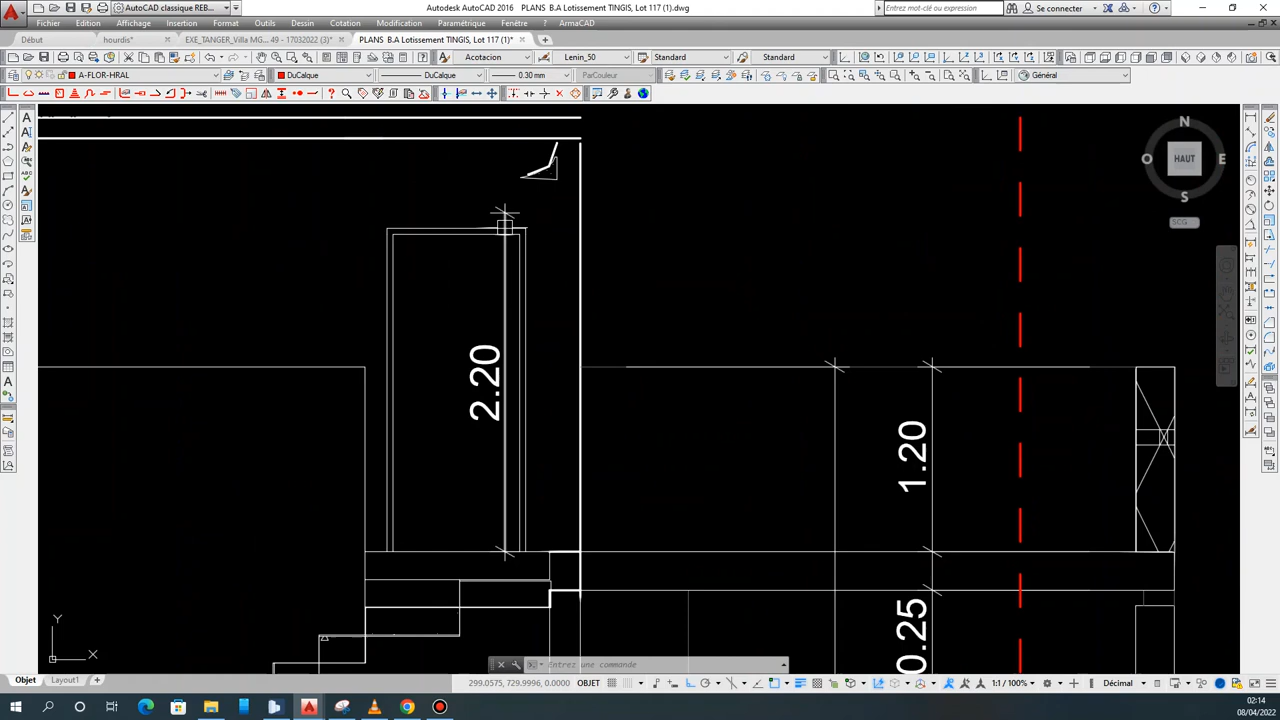 Autodesk AutoCAD 2016 PLANS B.A Lotissement TINGIS, Lot 117 (1).dwg
AutoCAD classique REB...
Entrez mot-clé ou expression
Se connecter
Fichier Edition Affichage Insertion Format Outils Dessin Cotation Modification Paramétrique Fenêtre ? ArmaCAD
Début hourdis* EXE_TANGER_Villa MG... 49 - 17032022 (3)* PLANS B.A Lotissement TINGIS, Lot 117 (1)*
Acotacion Lenin_50 Standard Standard
A-FLOR-HRAL DuCalque DuCalque 0.30 mm ParCouleur Général
N
O HAUT E
S
SCG
2.20
1.20
0.25
Y
X
Entrez une commande
Objet Layout1 299.0575, 729.9996, 0.0000 OBJET 1:1 / 100% Décimal
02:14
08/04/2022